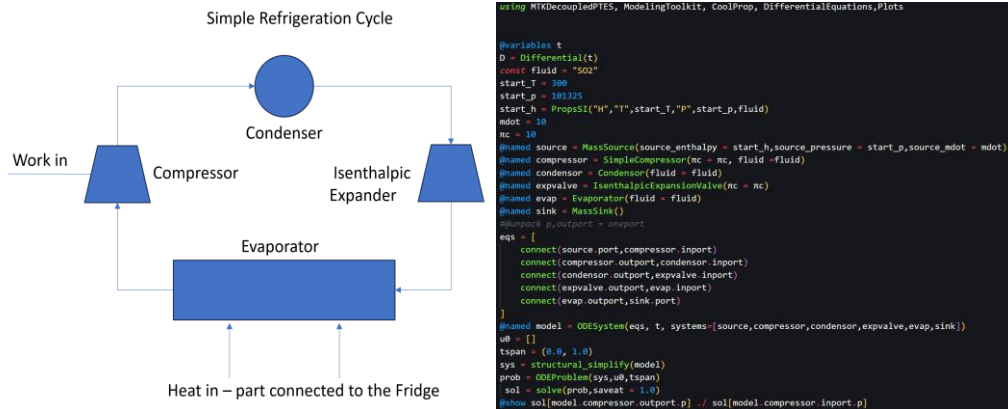 Simple Refrigeration Cycle
Condenser
Work in
Compressor
Isenthalpic
Expander
Evaporator
Heat in – part connected to the Fridge
using MTKDecoupledPTES, ModelingToolkit, CoolProp, DifferentialEquations,Plots
@variables t
D = Differential(t)
const fluid = "SO2"
start_T = 300
start_p = 101325
start_h = PropsSI("H","T",start_T,"P",start_p,fluid)
mdot = 10
πc = 10
@named source = MassSource(source_enthalpy = start_h,source_pressure = start_p,source_mdot = mdot)
@named compressor = SimpleCompressor(πc = πc, fluid =fluid)
@named condensor = Condensor(fluid = fluid)
@named expvalve = IsenthalpicExpansionValve(πc = πc)
@named evap = Evaporator(fluid = fluid)
@named sink = MassSink()
#@unpack p,outport = oneport
eqs = [
connect(source.port,compressor.inport)
connect(compressor.outport,condensor.inport)
connect(condensor.outport,expvalve.inport)
connect(expvalve.outport,evap.inport)
connect(evap.outport,sink.port)
]
@named model = ODESystem(eqs, t, systems=[source,compressor,condensor,expvalve,evap,sink])
u0 = []
tspan = (0.0, 1.0)
sys = structural_simplify(model)
prob = ODEProblem(sys,u0,tspan)
sol = solve(prob,saveat = 1.0)
@show sol[model.compressor.outport.p] ./ sol[model.compressor.inport.p]